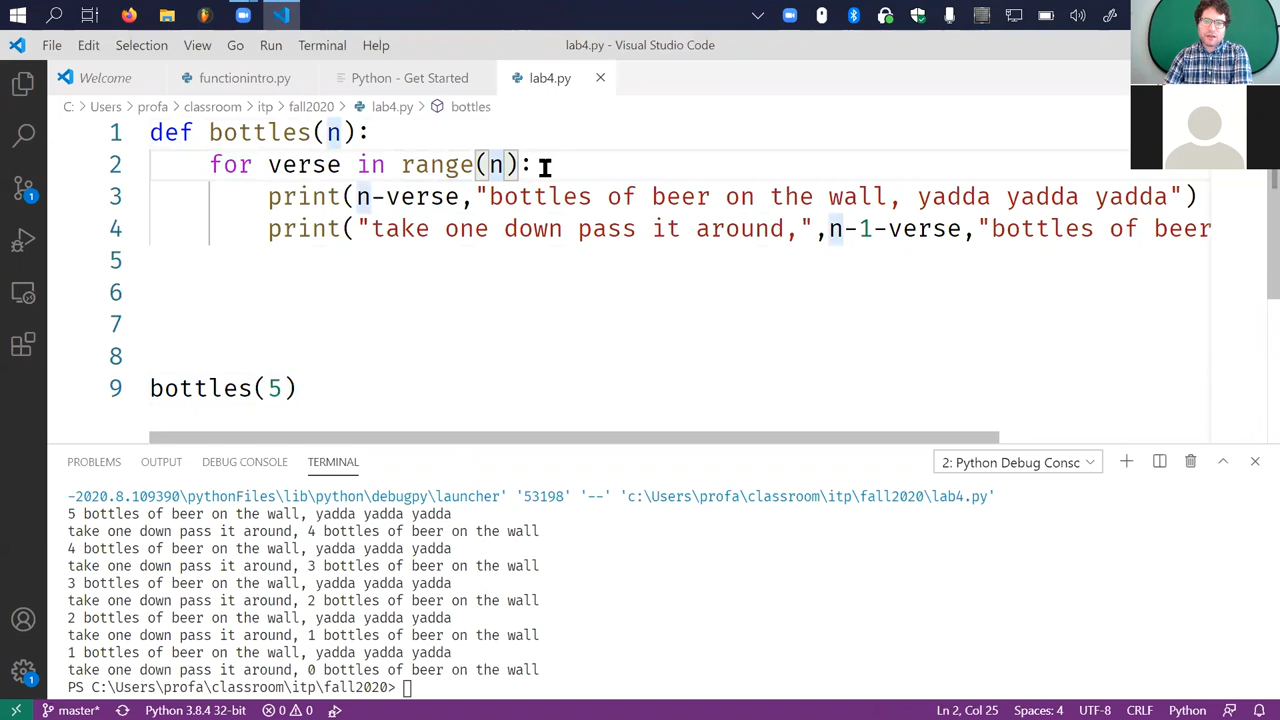 File Edit Selection View Go Run Terminal Help
lab4.py - Visual Studio Code
Welcome functionintro.py Python - Get Started lab4.py
C: Users profa classroom itp fall2020 lab4.py bottles
1 def bottles(n):
2 for verse in range(n):
3 print(n-verse,"bottles of beer on the wall, yadda yadda yadda")
4 print("take one down pass it around,",n-1-verse,"bottles of beer
5
6
7
8
9 bottles(5)
1
1
PROBLEMS OUTPUT DEBUG CONSOLE TERMINAL 2: Python Debug Consc
-2020.8.109390\pythonFiles\lib\python\debugpy\launcher' '53198' '--' 'c:\Users\profa\classroom\itp\fall2020\lab4.py'
5 bottles of beer on the wall, yadda yadda yadda
take one down pass it around, 4 bottles of beer on the wall
4 bottles of beer on the wall, yadda yadda yadda
take one down pass it around, 3 bottles of beer on the wall
3 bottles of beer on the wall, yadda yadda yadda
take one down pass it around, 2 bottles of beer on the wall
2 bottles of beer on the wall, yadda yadda yadda
take one down pass it around, 1 bottles of beer on the wall
1 bottles of beer on the wall, yadda yadda yadda
take one down pass it around, 0 bottles of beer on the wall
PS C:\Users\profa\classroom\itp\fall2020>
master* Python 3.8.4 32-bit 0 0 Ln 2, Col 25 Spaces: 4 UTF-8 CRLF Python